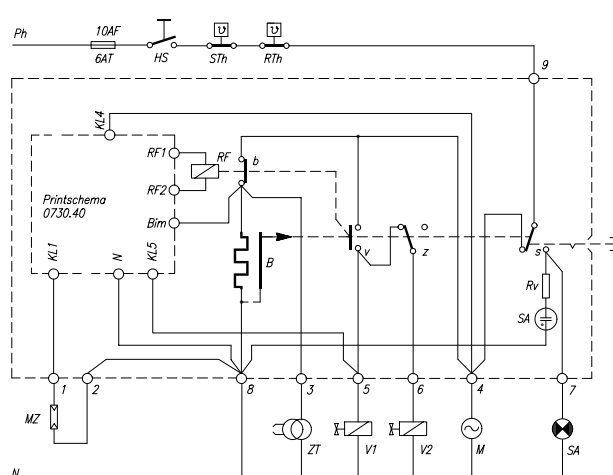 Ph
10AF
6AT
HS
STh
RTh
9
KL4
RF1
RF
b
RF2
Printschema
0730.40
Bim
KL1
N
KL5
B
v
z
s
Rv
SA
1
2
8
3
5
6
4
7
MZ
ZT
V1
V2
M
SA
N